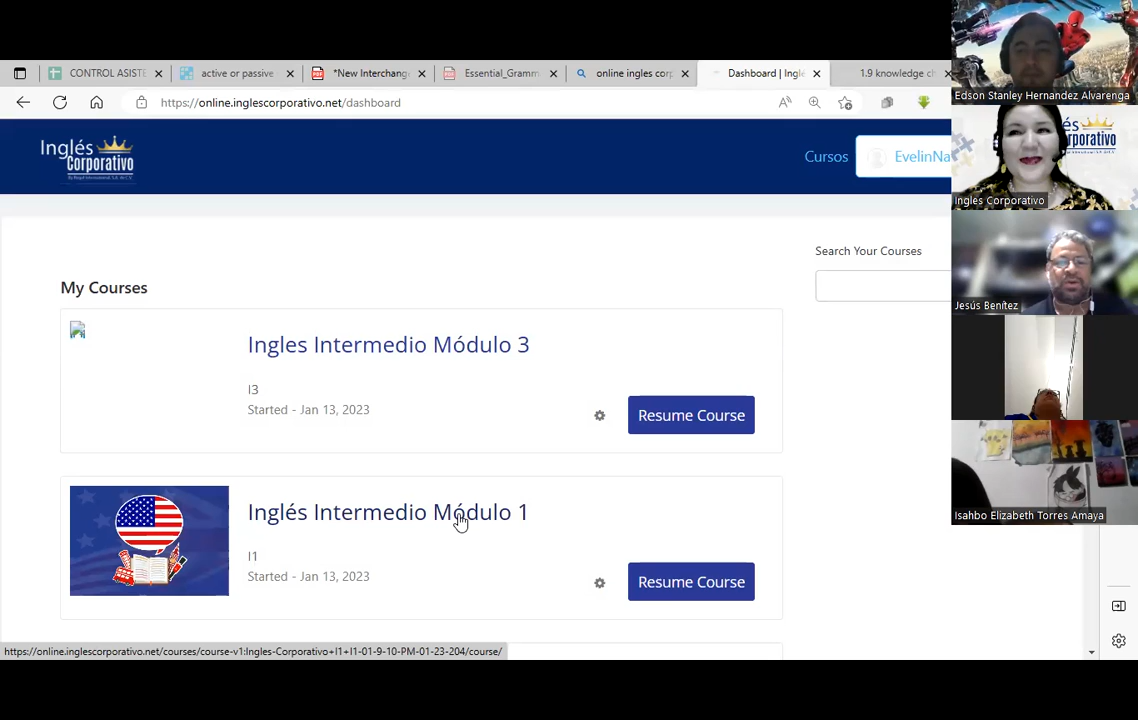 CONTROL ASISTE
active or passive
*New Interchang
Essential_Gramm
online ingles corp
Dashboard | Inglé
1.9 knowledge ch
https://online.inglescorporativo.net/dashboard
Inglés
Corporativo
Cursos
EvelinNa
Search Your Courses
My Courses
Ingles Intermedio Módulo 3
I3
Started - Jan 13, 2023
Resume Course
Inglés Intermedio Módulo 1
I1
Started - Jan 13, 2023
Resume Course
https://online.inglescorporativo.net/courses/course-v1:Ingles-Corporativo+I1+I1-01-9-10-PM-01-23-204/course/
Edson Stanley Hernandez Alvarenga
és
orporativo
Ingles Corporativo
Jesús Benítez
Isahbo Elizabeth Torres Amaya